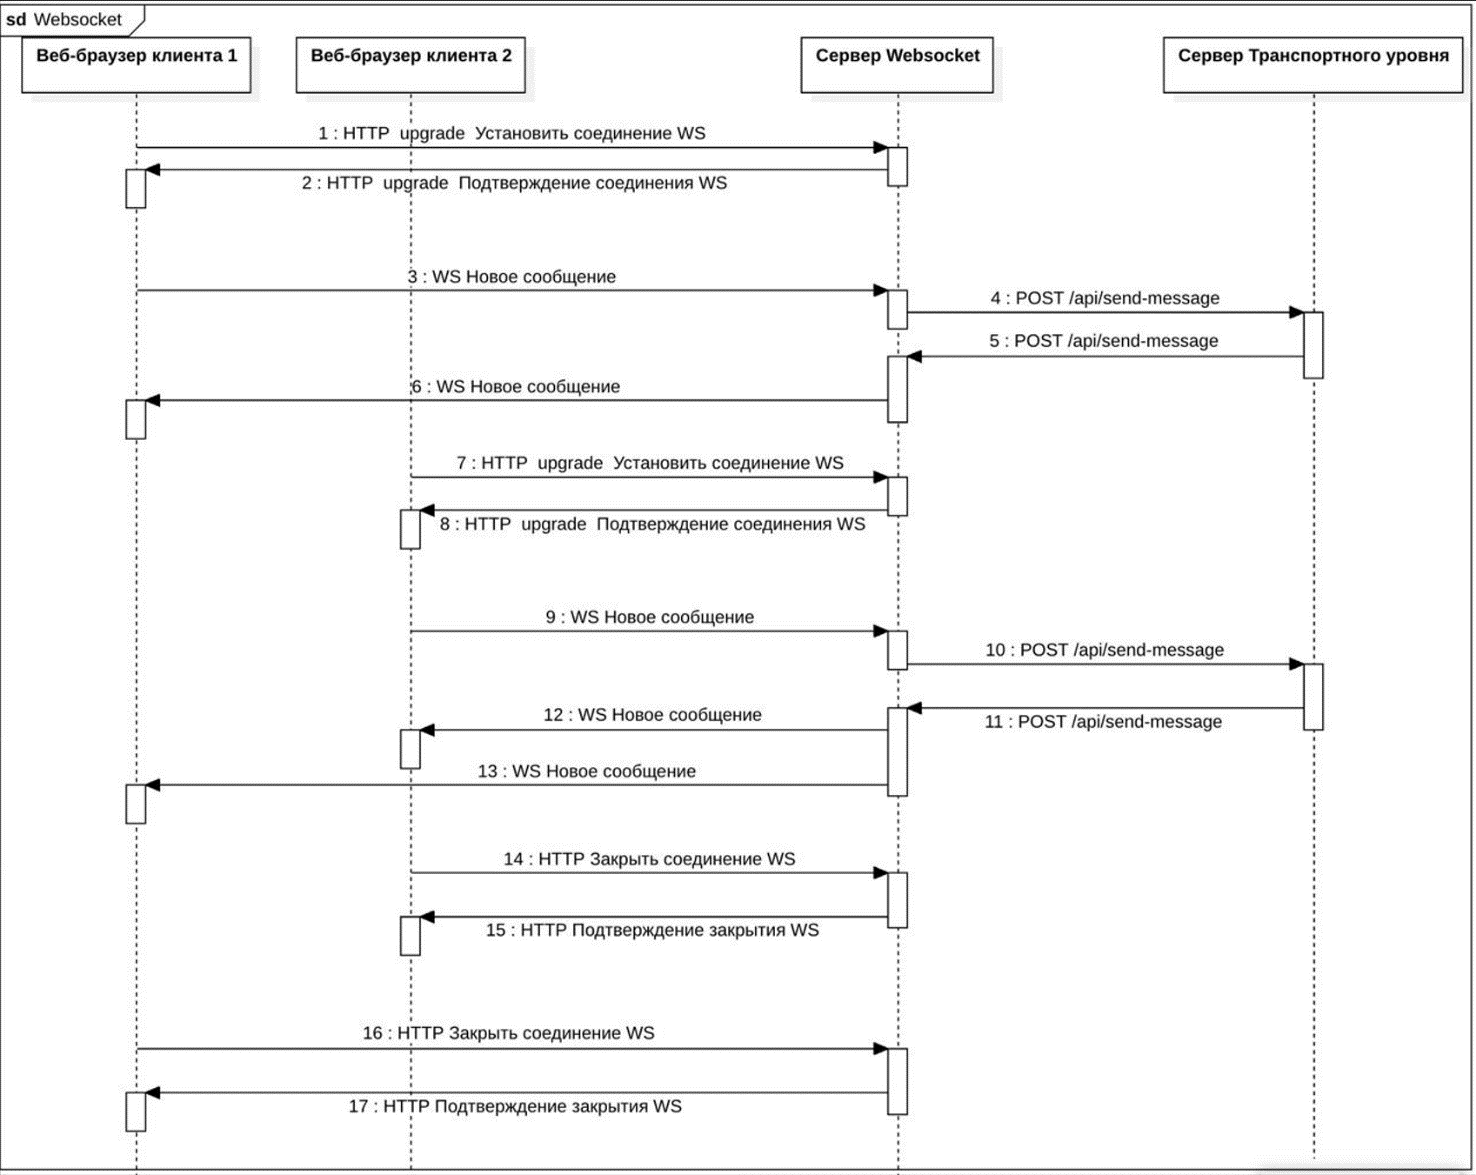 sd Websocket
Веб-браузер клиента 1
Веб-браузер клиента 2
Сервер Websocket
Сервер Транспортного уровня
1 : HTTP upgrade Установить соединение WS
2 : HTTP upgrade Подтверждение соединения WS
3 : WS Новое сообщение
4 : POST /api/send-message
5 : POST /api/send-message
6 : WS Новое сообщение
7 : HTTP upgrade Установить соединение WS
8 : HTTP upgrade Подтверждение соединения WS
9 : WS Новое сообщение
10 : POST /api/send-message
12 : WS Новое сообщение
11 : POST /api/send-message
13 : WS Новое сообщение
14 : HTTP Закрыть соединение WS
15 : HTTP Подтверждение закрытия WS
16 : HTTP Закрыть соединение WS
17 : HTTP Подтверждение закрытия WS